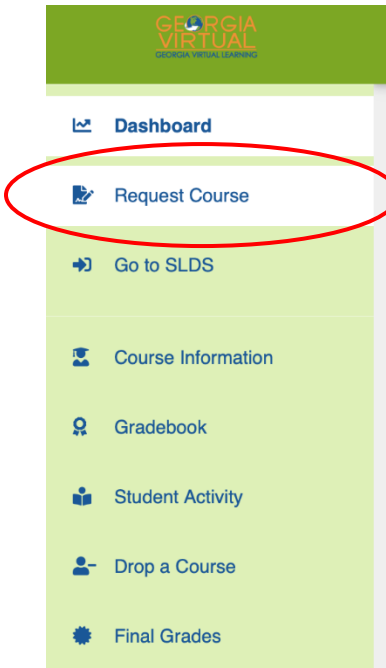 GEORGIA
VIRTUAL
GEORGIA VIRTUAL LEARNING
Dashboard
Request Course
Go to SLDS
Course Information
Gradebook
Student Activity
Drop a Course
Final Grades